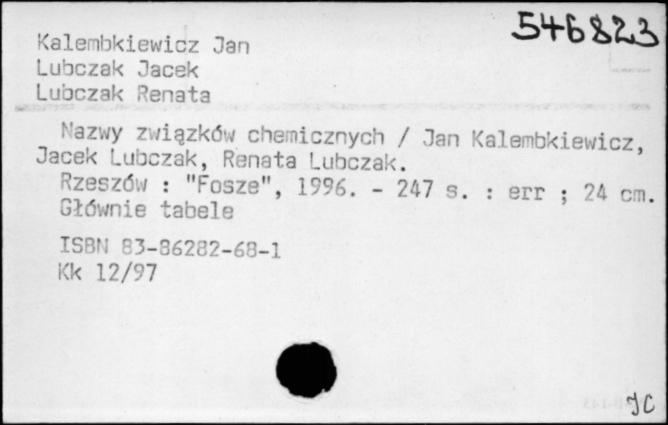 546823
Kalembkiewicz Jan
Lubczak Jacek
Lubczak Renata
Nazwy związków chemicznych / Jan Kalembkiewicz,
Jacek Lubczak, Renata Lubczak.
Rzeszów : "Fosze", 1996. - 247 s. : err ; 24 cm.
Głównie tabele
ISBN 83-86282-68-1
Kk 12/97
JC